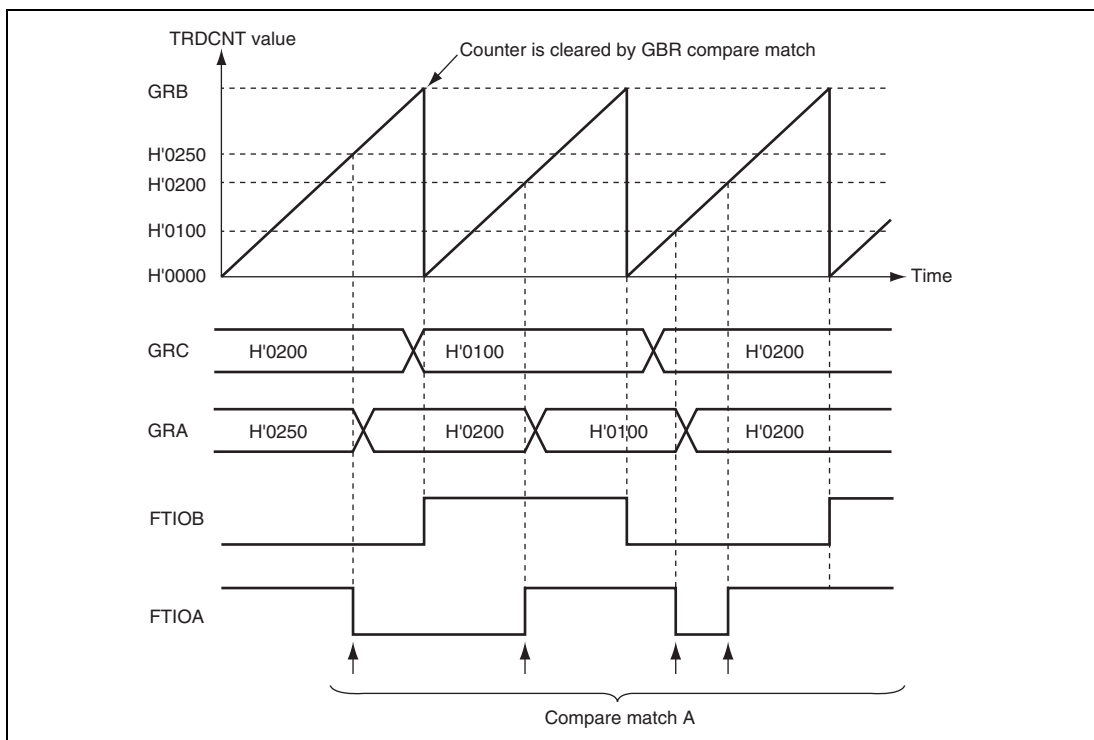 TRDCNT value
Counter is cleared by GBR compare match
GRB
H'0250
H'0200
H'0100
H'0000
Time
GRC
H'0200
H'0100
H'0200
GRA
H'0250
H'0200
H'0100
H'0200
FTIOB
FTIOA
Compare match A